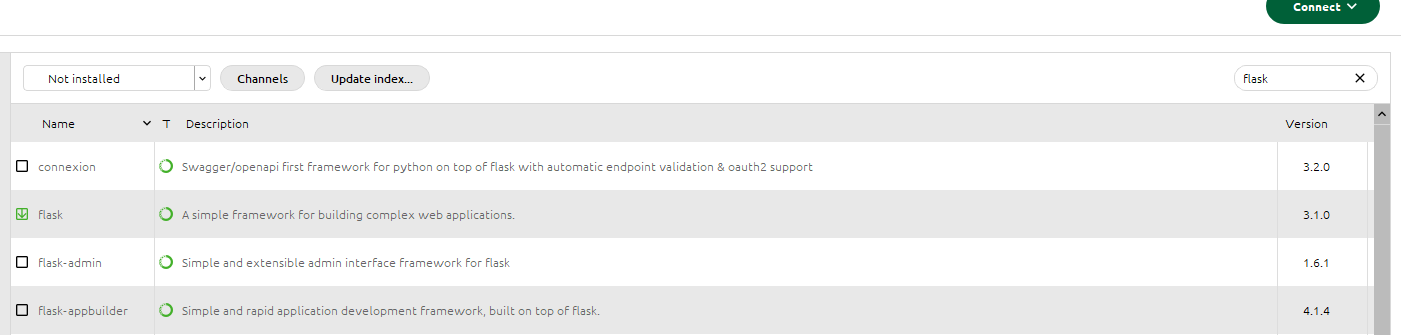 Connect
Not installed
Channels
Update index...
flask
Name
T
Description
Version
connexion
Swagger/openapi first framework for python on top of flask with automatic endpoint validation & oauth2 support
3.2.0
flask
A simple framework for building complex web applications.
3.1.0
flask-admin
Simple and extensible admin interface framework for flask
1.6.1
flask-appbuilder
Simple and rapid application development framework, built on top of flask.
4.1.4